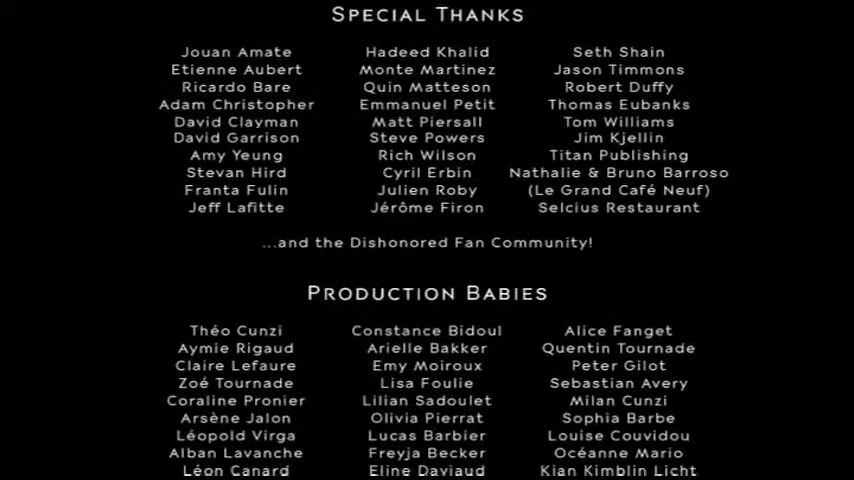 Special Thanks
Jouan Amate
Etienne Aubert
Ricardo Bare
Adam Christopher
David Clayman
David Garrison
Amy Yeung
Stevan Hird
Franta Fulin
Jeff Lafitte
Hadeed Khalid
Monte Martinez
Quin Matteson
Emmanuel Petit
Matt Piersall
Steve Powers
Rich Wilson
Cyril Erbin
Julien Roby
Jérôme Firon
Seth Shain
Jason Timmons
Robert Duffy
Thomas Eubanks
Tom Williams
Jim Kjellin
Titan Publishing
Nathalie & Bruno Barroso
(Le Grand Café Neuf)
Selcius Restaurant
...and the Dishonored Fan Community!
Production Babies
Théo Cunzi
Aymie Rigaud
Claire Lefaure
Zoé Tournade
Coraline Pronier
Arsène Jalon
Léopold Virga
Alban Lavanche
Léon Canard
Constance Bidoul
Arielle Bakker
Emy Moiroux
Lisa Foulie
Lilian Sadoulet
Olivia Pierrat
Lucas Barbier
Freyja Becker
Eline Daviaud
Alice Fanget
Quentin Tournade
Peter Gilot
Sebastian Avery
Milan Cunzi
Sophia Barbe
Louise Couvidou
Océanne Mario
Kian Kimblin Licht